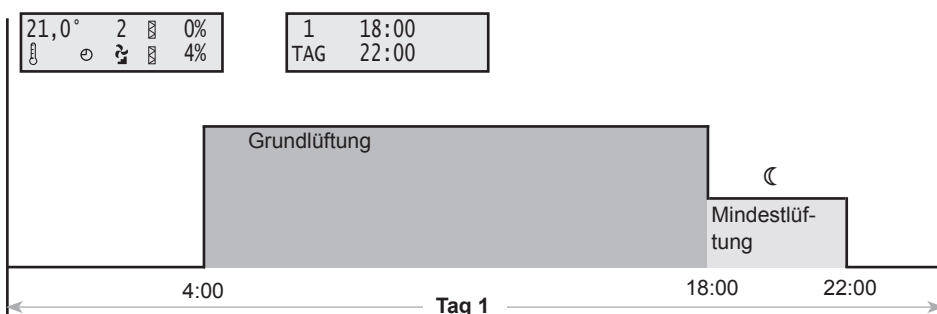 21,0° 2 0%
4%
1 18:00
TAG 22:00
Grundlüftung
Mindestlüf-
tung
4:00
18:00
22:00
Tag 1